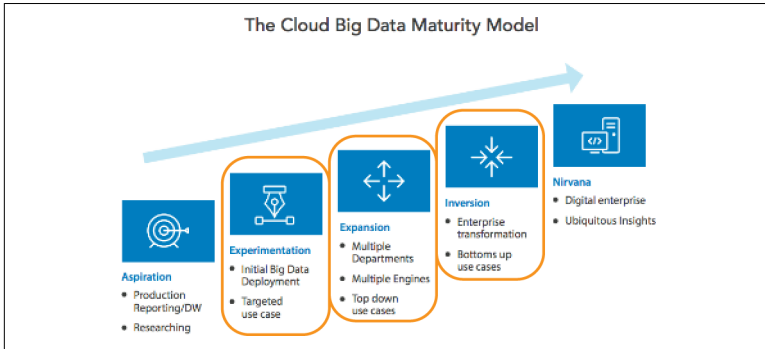 The Cloud Big Data Maturity Model
Aspiration
• Production
Reporting/DW
• Researching
Experimentation
• Initial Big Data
Deployment
• Targeted
use case
Expansion
• Multiple
Departments
• Multiple Engines
• Top down
use cases
Inversion
• Enterprise
transformation
• Bottoms up
use cases
</>
Nirvana
• Digital enterprise
• Ubiquitous Insights